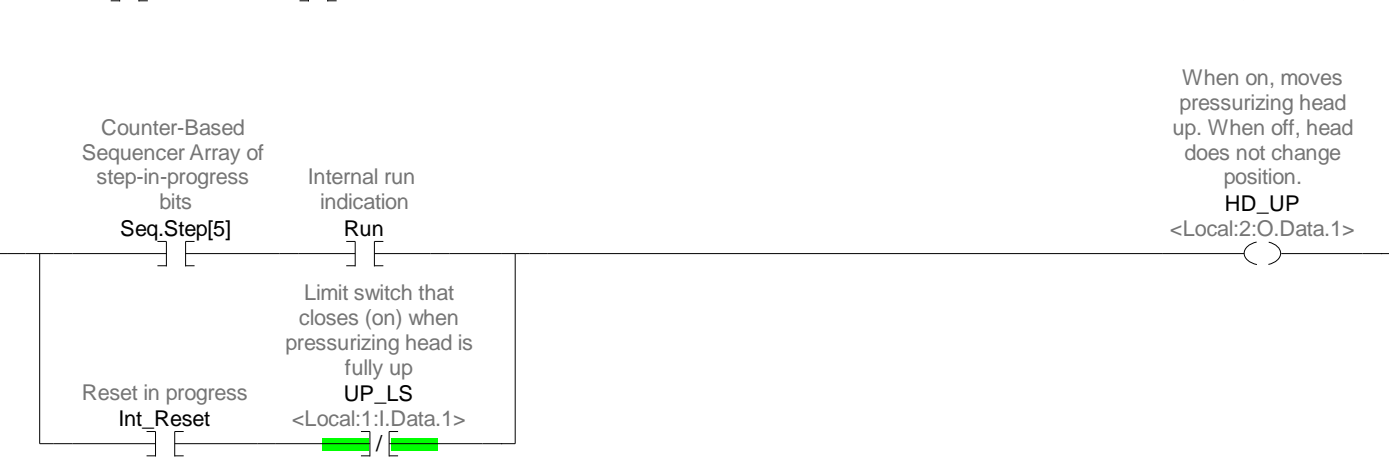 When on, moves
pressurizing head
up. When off, head
does not change
position.
HD_UP
<Local:2:O.Data.1>
Counter-Based
Sequencer Array of
step-in-progress
bits
Seq.Step[5]
Internal run
indication
Run
Limit switch that
closes (on) when
pressurizing head is
fully up
UP_LS
<Local:1:I.Data.1>
Reset in progress
Int_Reset
/